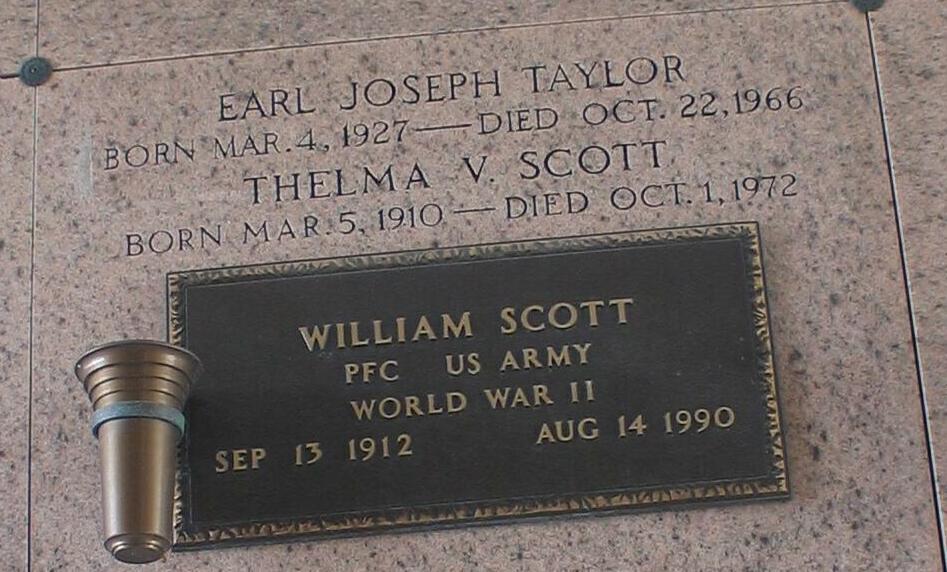 EARL JOSEPH TAYLOR
BORN MAR. 4, 1927 — DIED OCT. 22, 1966
THELMA V. SCOTT
BORN MAR. 5, 1910 — DIED OCT. 1, 1972
WILLIAM SCOTT
PFC US ARMY
WORLD WAR II
SEP 13 1912 AUG 14 1990